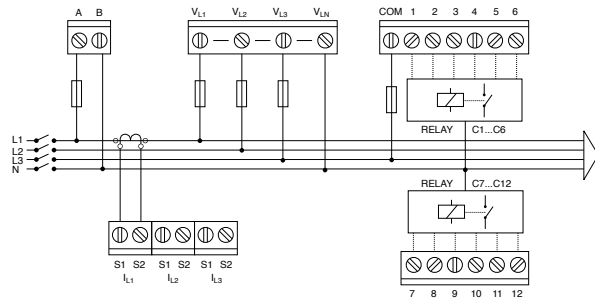 A B VL1 VL2 VL3 VLN COM 1 2 3 4 5 6
RELAY C1...C6
L1
L2
L3
N
RELAY C7...C12
S1 S2 S1 S2 S1 S2
IL1 IL2 IL3
7 8 9 10 11 12